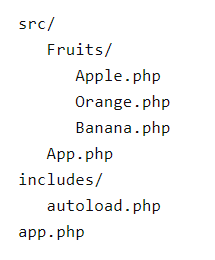 src/
Fruits/
Apple.php
Orange.php
Banana.php
App.php
includes/
autoload.php
app.php